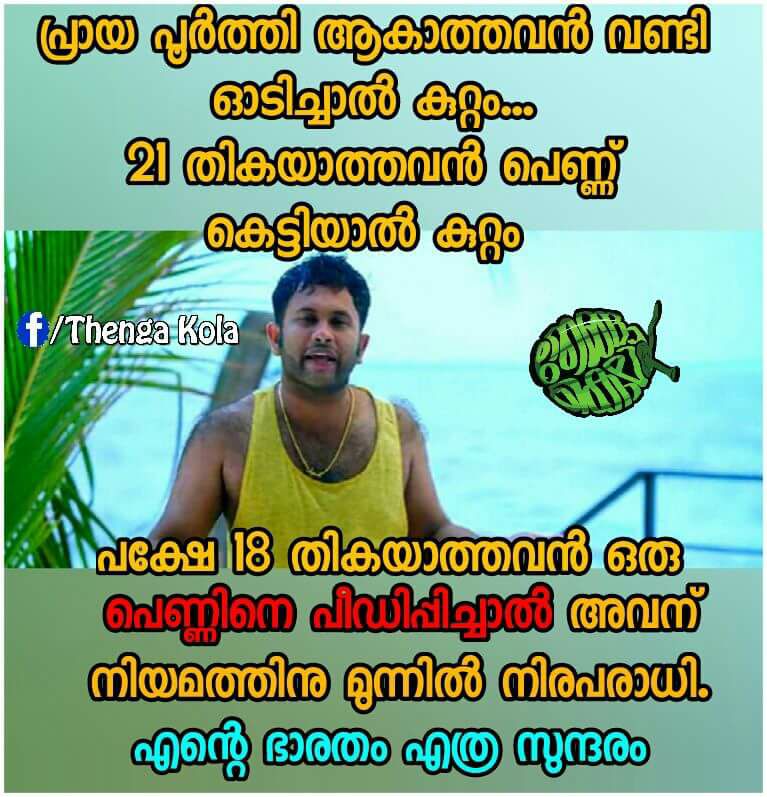 പ്രായ പൂർത്തി ആകാത്തവൻ വണ്ടി
ഓടിച്ചാൽ കുറ്റം...
21 തികയാത്തവൻ പെണ്ണ്
കെട്ടിയാൽ കുറ്റം
f/Thenga Kola
പക്ഷേ 18 തികയാത്തവൻ ഒരു
പെണ്ണിനെ പീഡിപ്പിച്ചാൽ അവന്
നിയമത്തിനു മുന്നിൽ നിരപരാധി.
എന്റെ ഭാരതം എത്ര സുന്ദരം